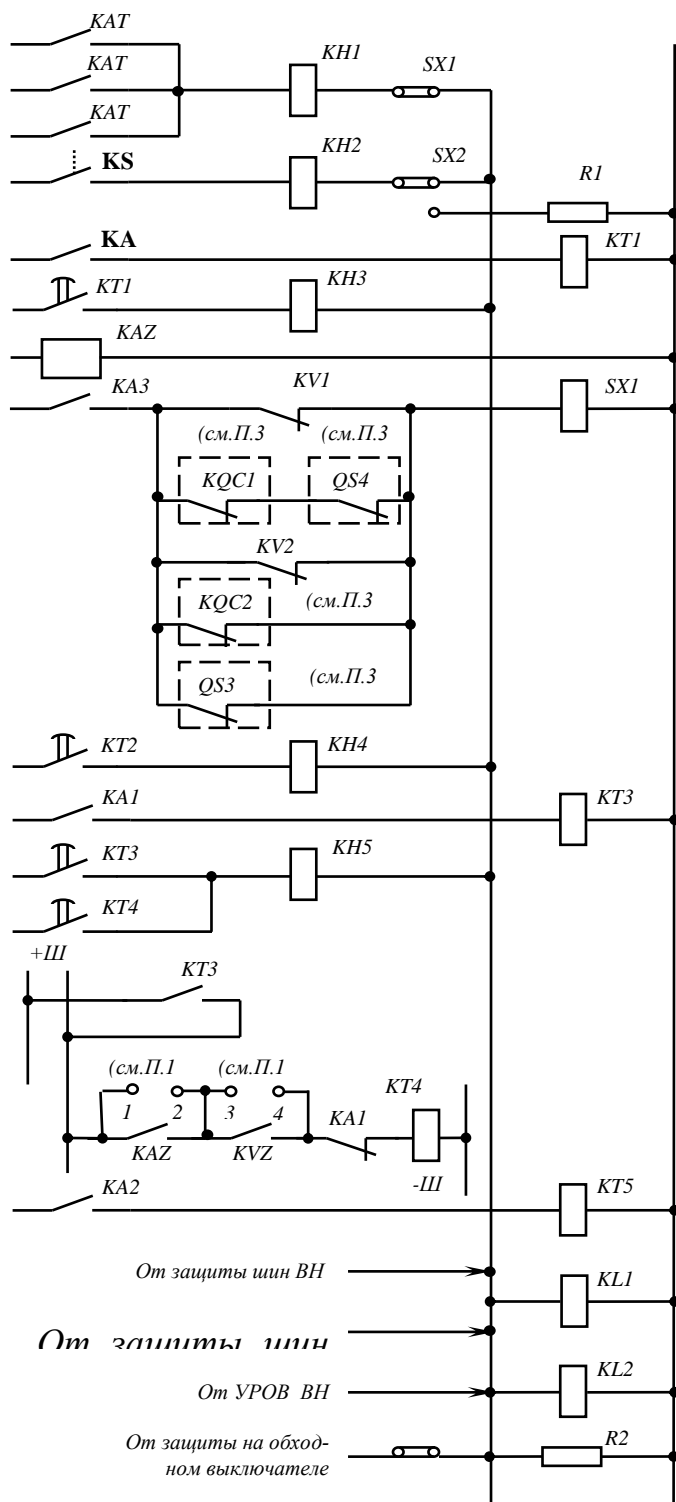 KAT
KAT KH1 SX1
KAT
KS KH2 SX2
R1
KA KT1
KT1 KH3
KAZ
KA3 KV1 SX1
(см.П.3 (см.П.3
KQC1 QS4
KV2
KQC2 (см.П.3
QS3 (см.П.3
KT2 KH4
KA1 KT3
KT3 KH5
KT4
+Ш
KT3
(см.П.1 (см.П.1 KT4
1 2 3 4 KA1
KAZ KVZ
-Ш
KA2 KT5
От защиты шин ВН
KL1
От защиты шин
KL2
От УРОВ ВН
От защиты на обход- R2
ном выключателе